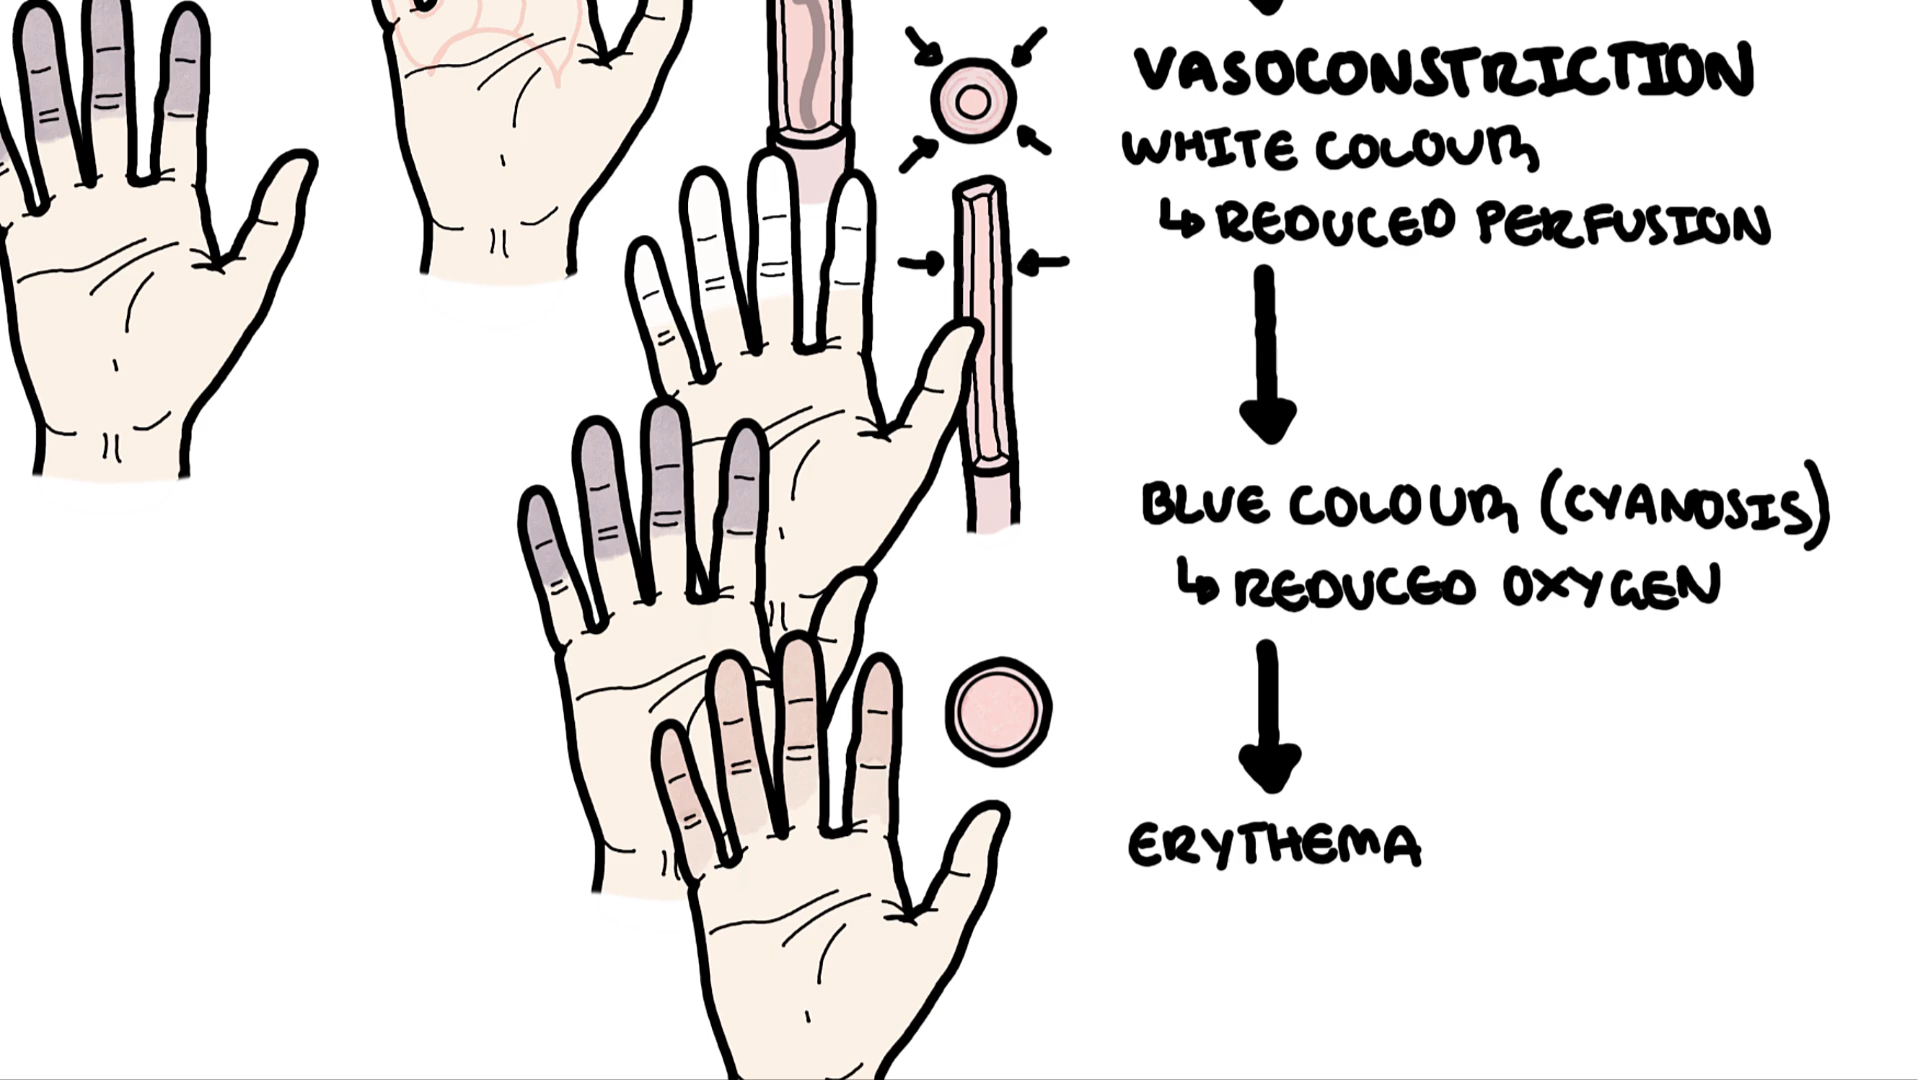 VASOCONSTRICTION
WHITE COLOUR
↳ REDUCED PERFUSION
BLUE COLOUR (CYANOSIS)
↳ REDUCED OXYGEN
ERYTHEMA